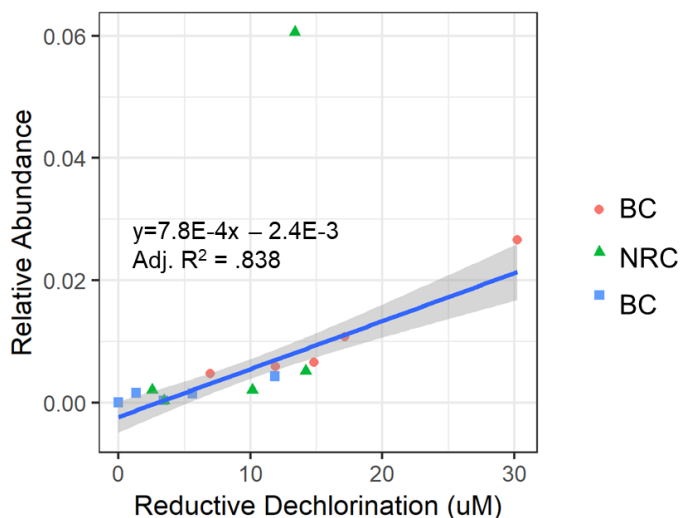 Relative Abundance
0.06
0.04
0.02
0.00
y=7.8E-4x – 2.4E-3
Adj. R² = .838
0
10
20
30
Reductive Dechlorination (uM)
BC
NRC
BC